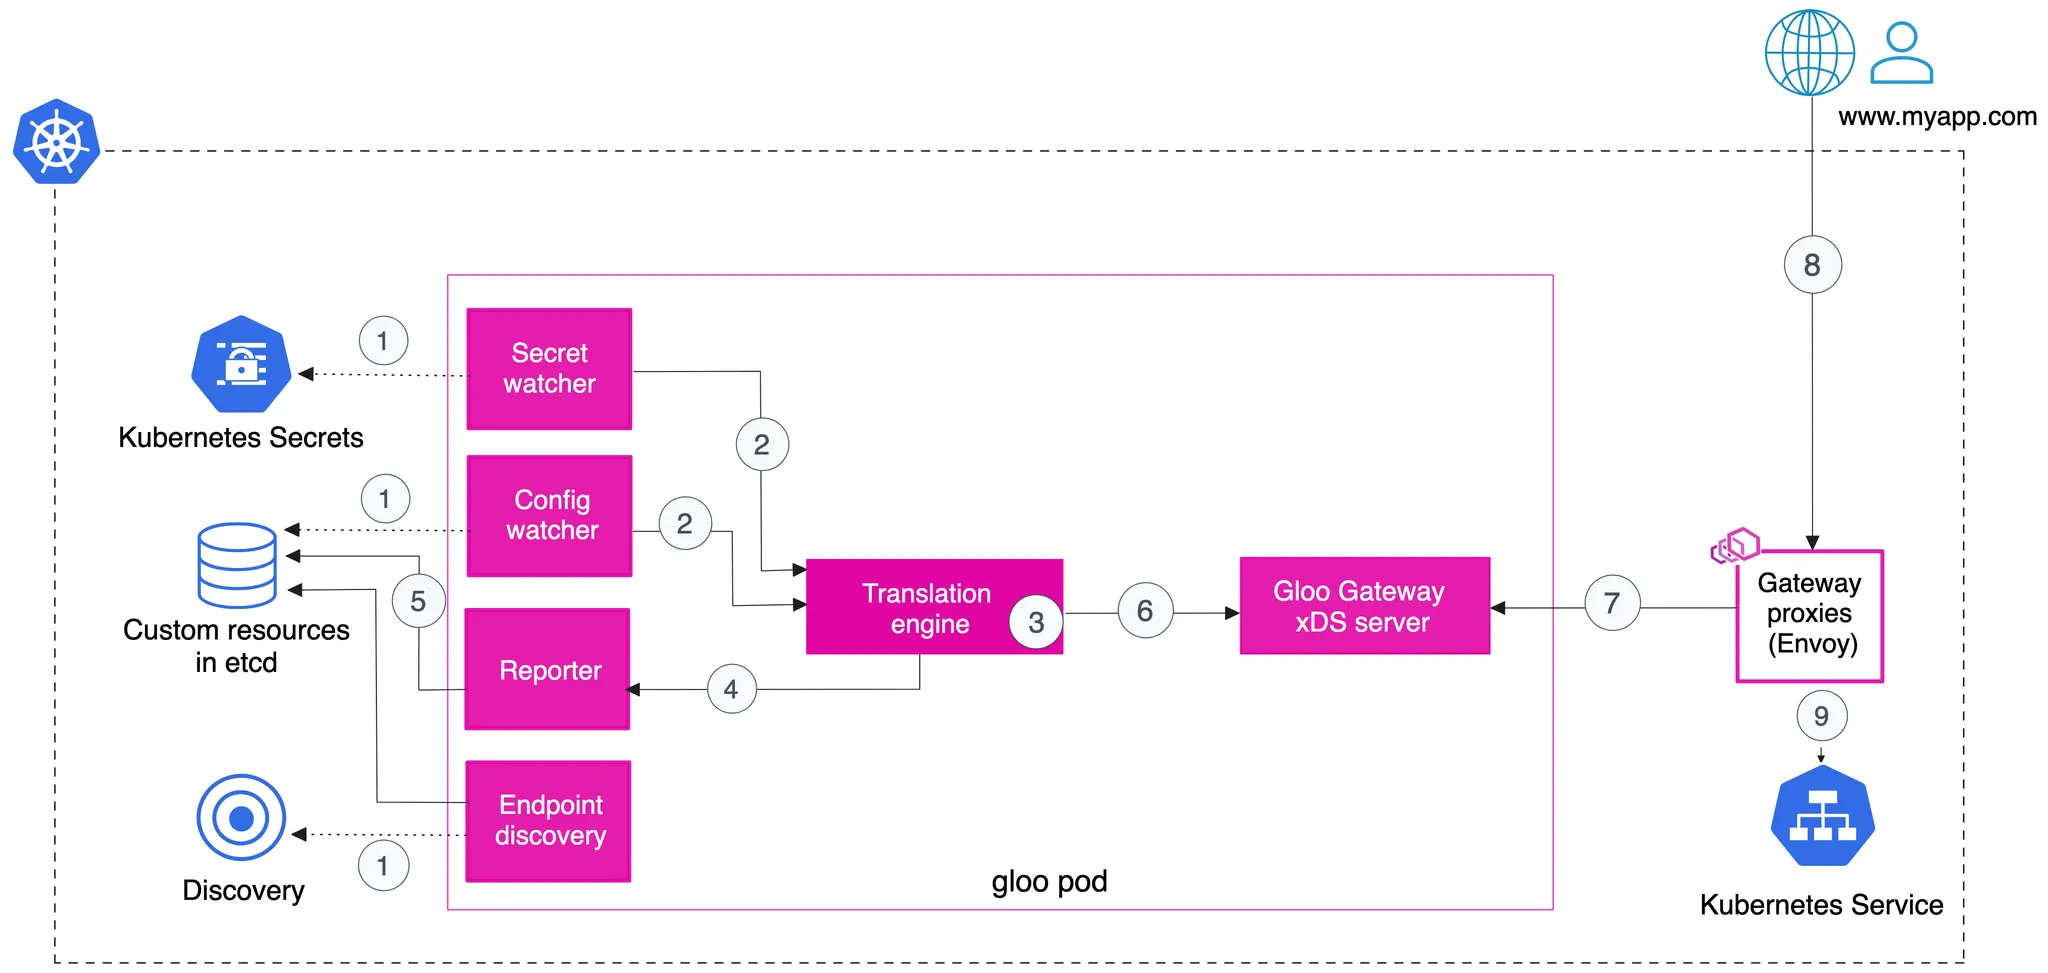 www.myapp.com
8
1
Secret
watcher
Kubernetes Secrets
2
1
Config
watcher
2
Custom resources
in etcd
5
Reporter
4
Translation
engine
3
6
Gloo Gateway
xDS server
7
Gateway
proxies
(Envoy)
9
Endpoint
discovery
1
Discovery
gloo pod
Kubernetes Service